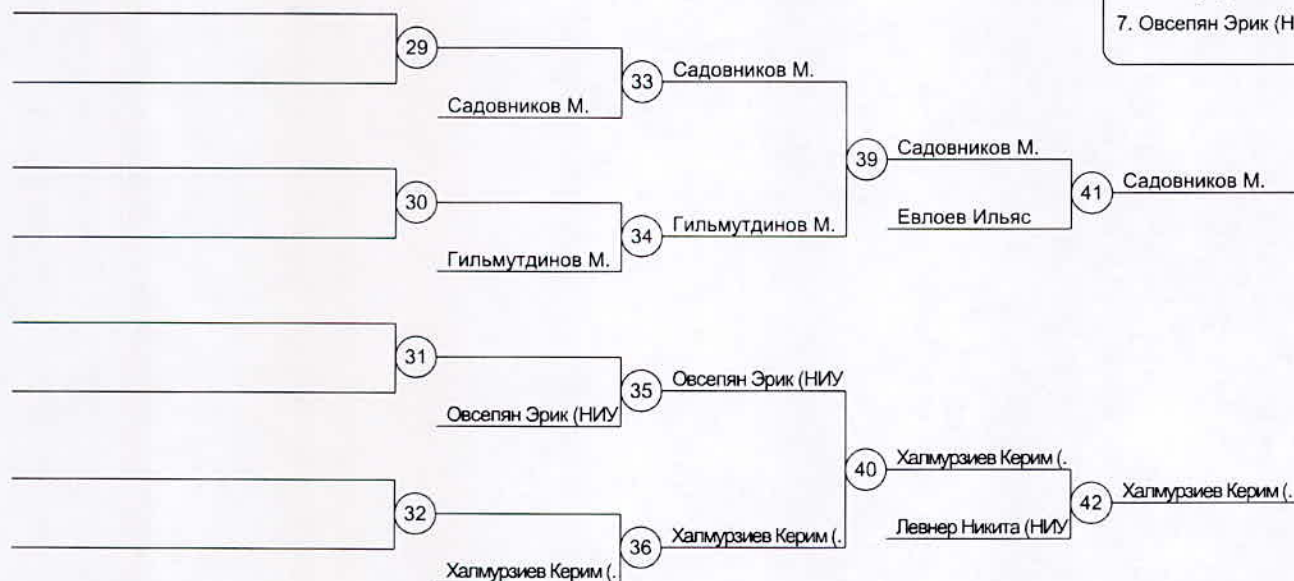 7. Овсепян Эрик (Н
29
33
Садовников М.
Садовников М.
39
Садовников М.
41
Садовников М.
30
34
Гильмутдинов М.
Евлоев Ильяс
Гильмутдинов М.
31
35
Овсепян Эрик (НИУ
Овсепян Эрик (НИУ
40
Халмурзиев Керим (.
42
Халмурзиев Керим (.
32
36
Халмурзиев Керим (.
Левнер Никита (НИУ
Халмурзиев Керим (.